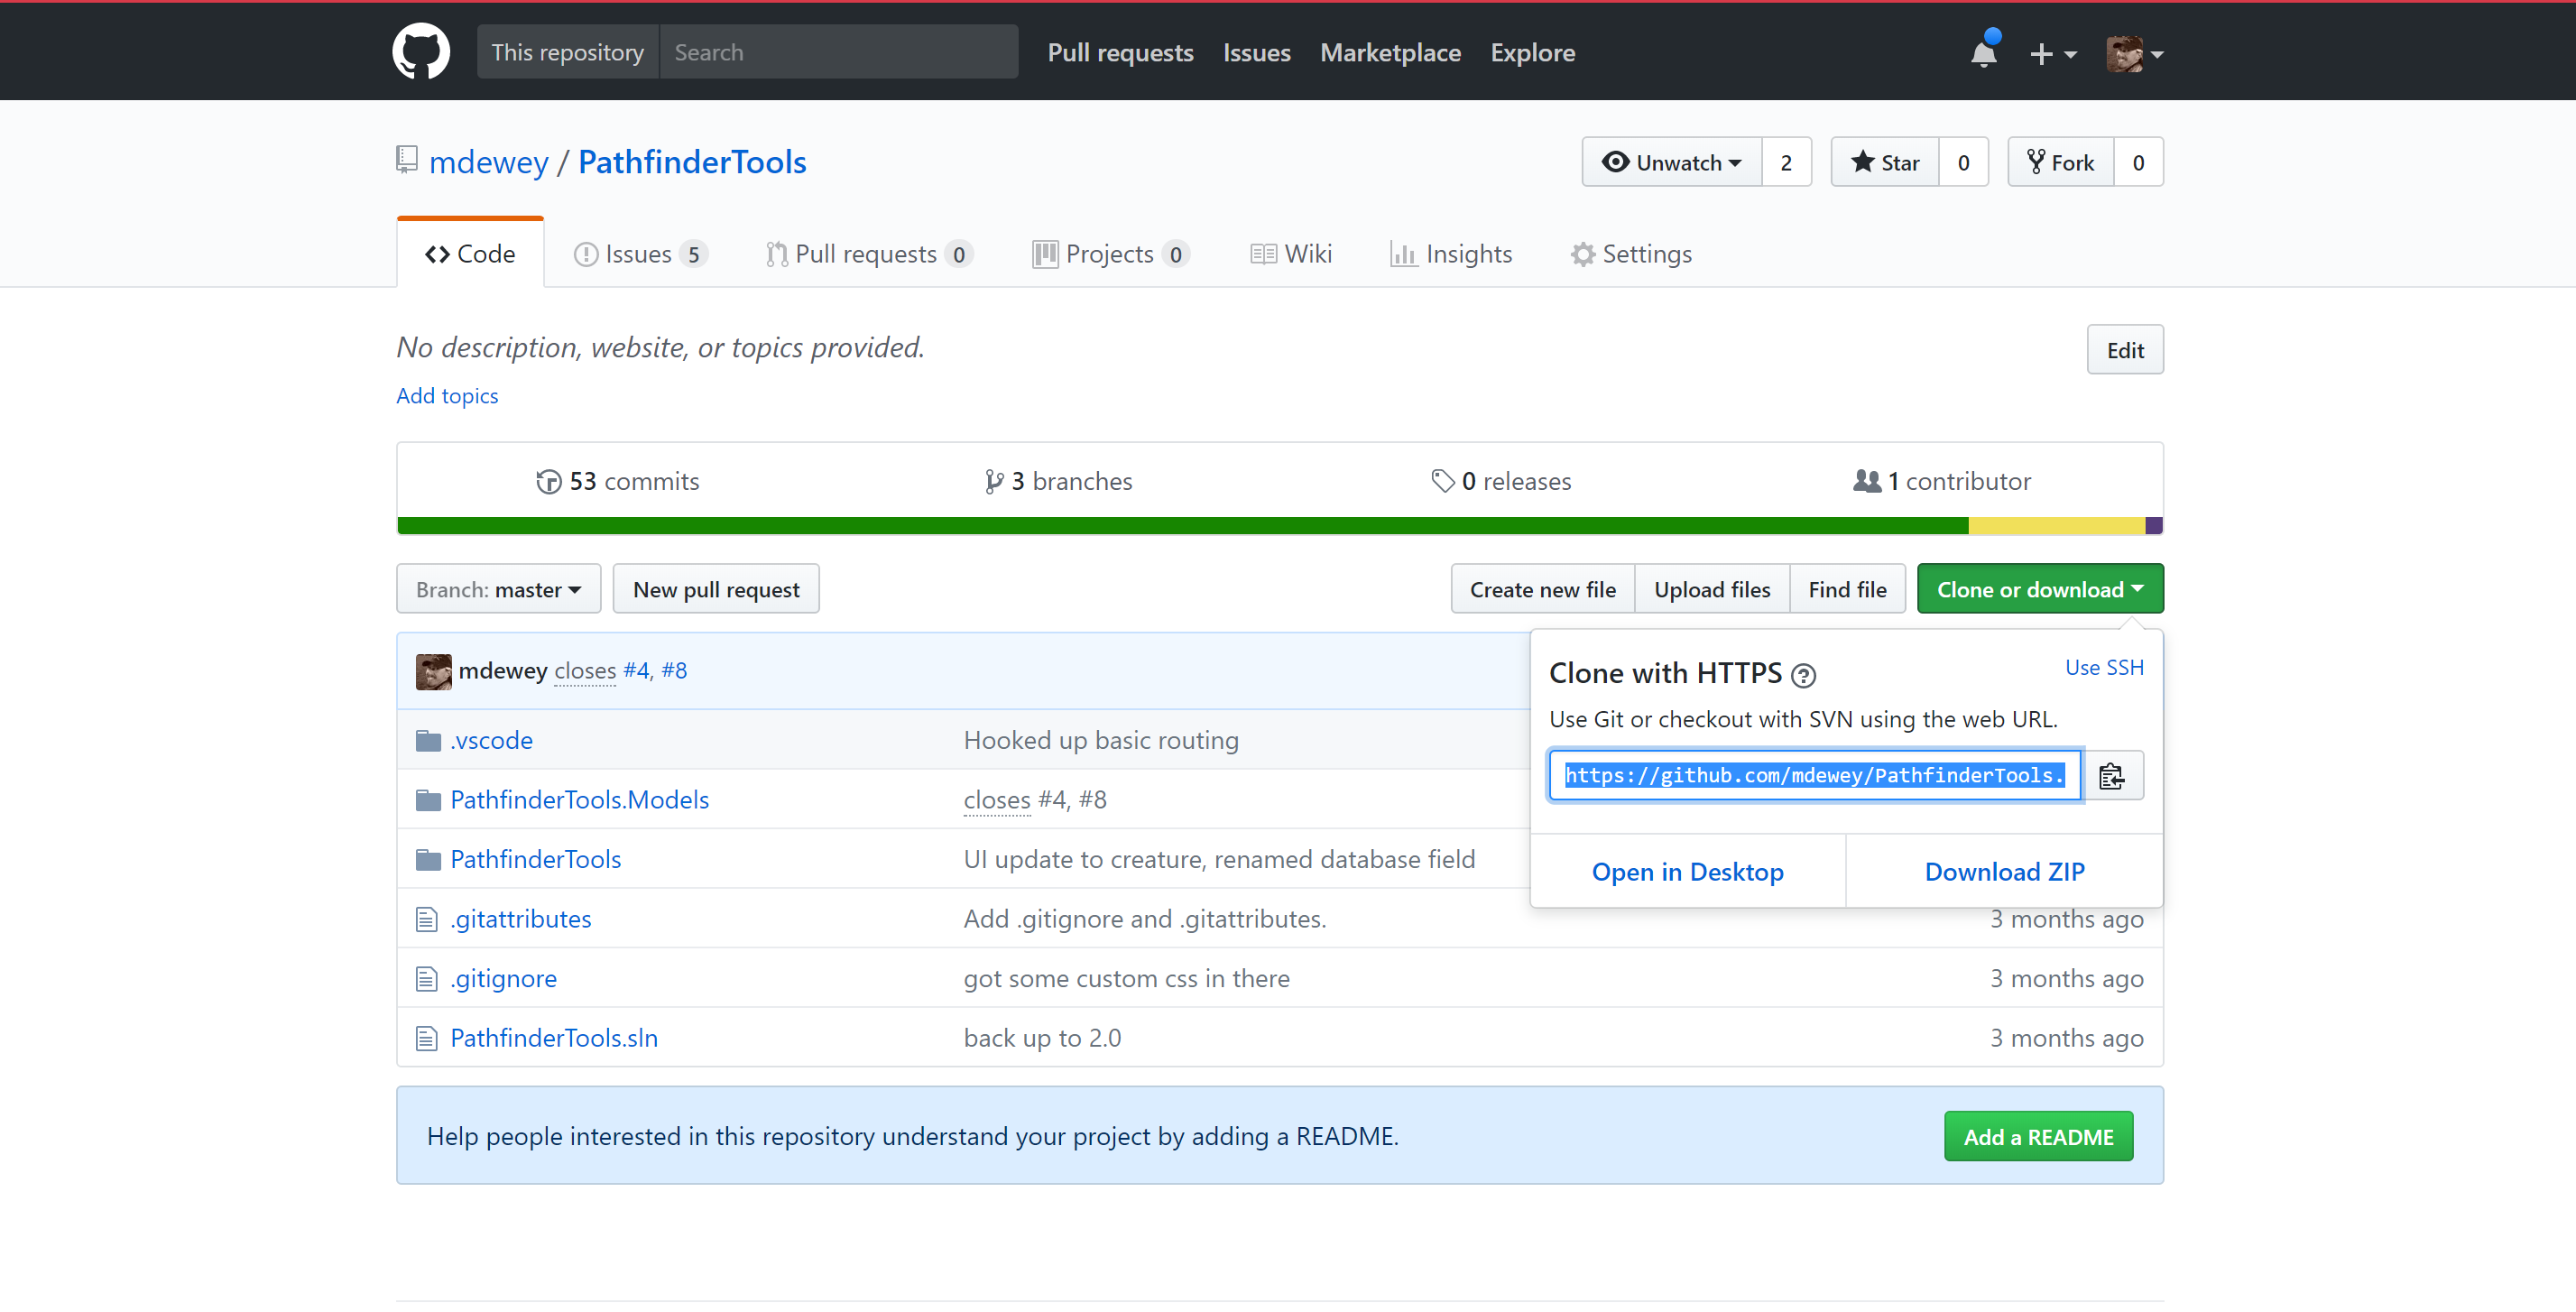 This repository Search Pull requests Issues Marketplace Explore
mdewey / PathfinderTools Unwatch 2 Star 0 Fork 0
Code Issues 5 Pull requests 0 Projects 0 Wiki Insights Settings
No description, website, or topics provided. Edit
Add topics
53 commits 3 branches 0 releases 1 contributor
Branch: master New pull request Create new file Upload files Find file Clone or download
mdewey closes #4, #8
Clone with HTTPS ? Use SSH
Use Git or checkout with SVN using the web URL.
https://github.com/mdewey/PathfinderTools.
Open in Desktop Download ZIP
.vscode Hooked up basic routing
PathfinderTools.Models closes #4, #8
PathfinderTools UI update to creature, renamed database field
.gitattributes Add .gitignore and .gitattributes. 3 months ago
.gitignore got some custom css in there 3 months ago
PathfinderTools.sln back up to 2.0 3 months ago
Help people interested in this repository understand your project by adding a README. Add a README